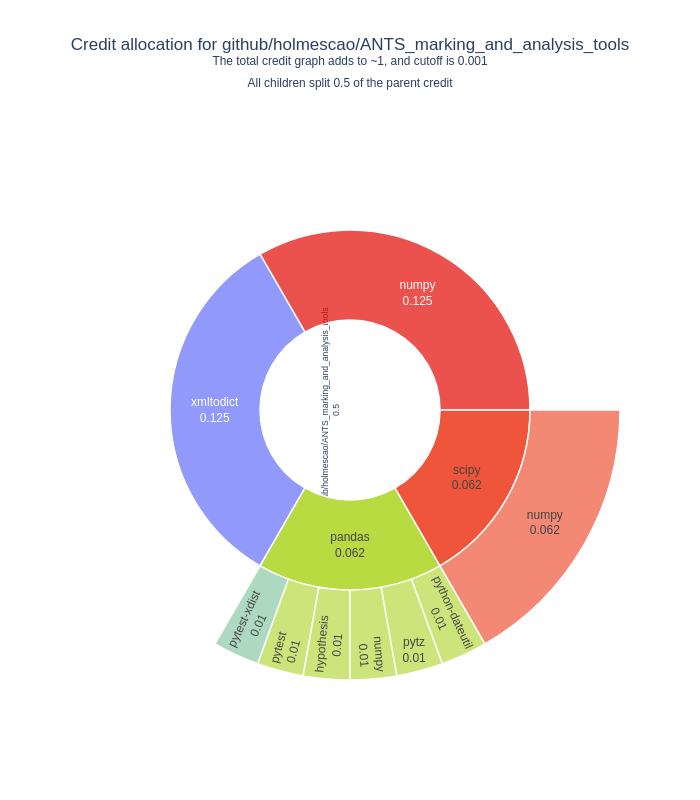 Credit allocation for github/holmescao/ANTS_marking_and_analysis_tools
The total credit graph adds to ~1, and cutoff is 0.001
All children split 0.5 of the parent credit
numpy
0.125
xmltodict
0.125
/holmescao/ANTS_marking_and_analysis_tools
0.5
scipy
0.062
numpy
0.062
pandas
0.062
pytest-xdist
0.01
pytest
0.01
hypothesis
0.01
numpy
0.01
pytz
0.01
python-dateutil
0.01